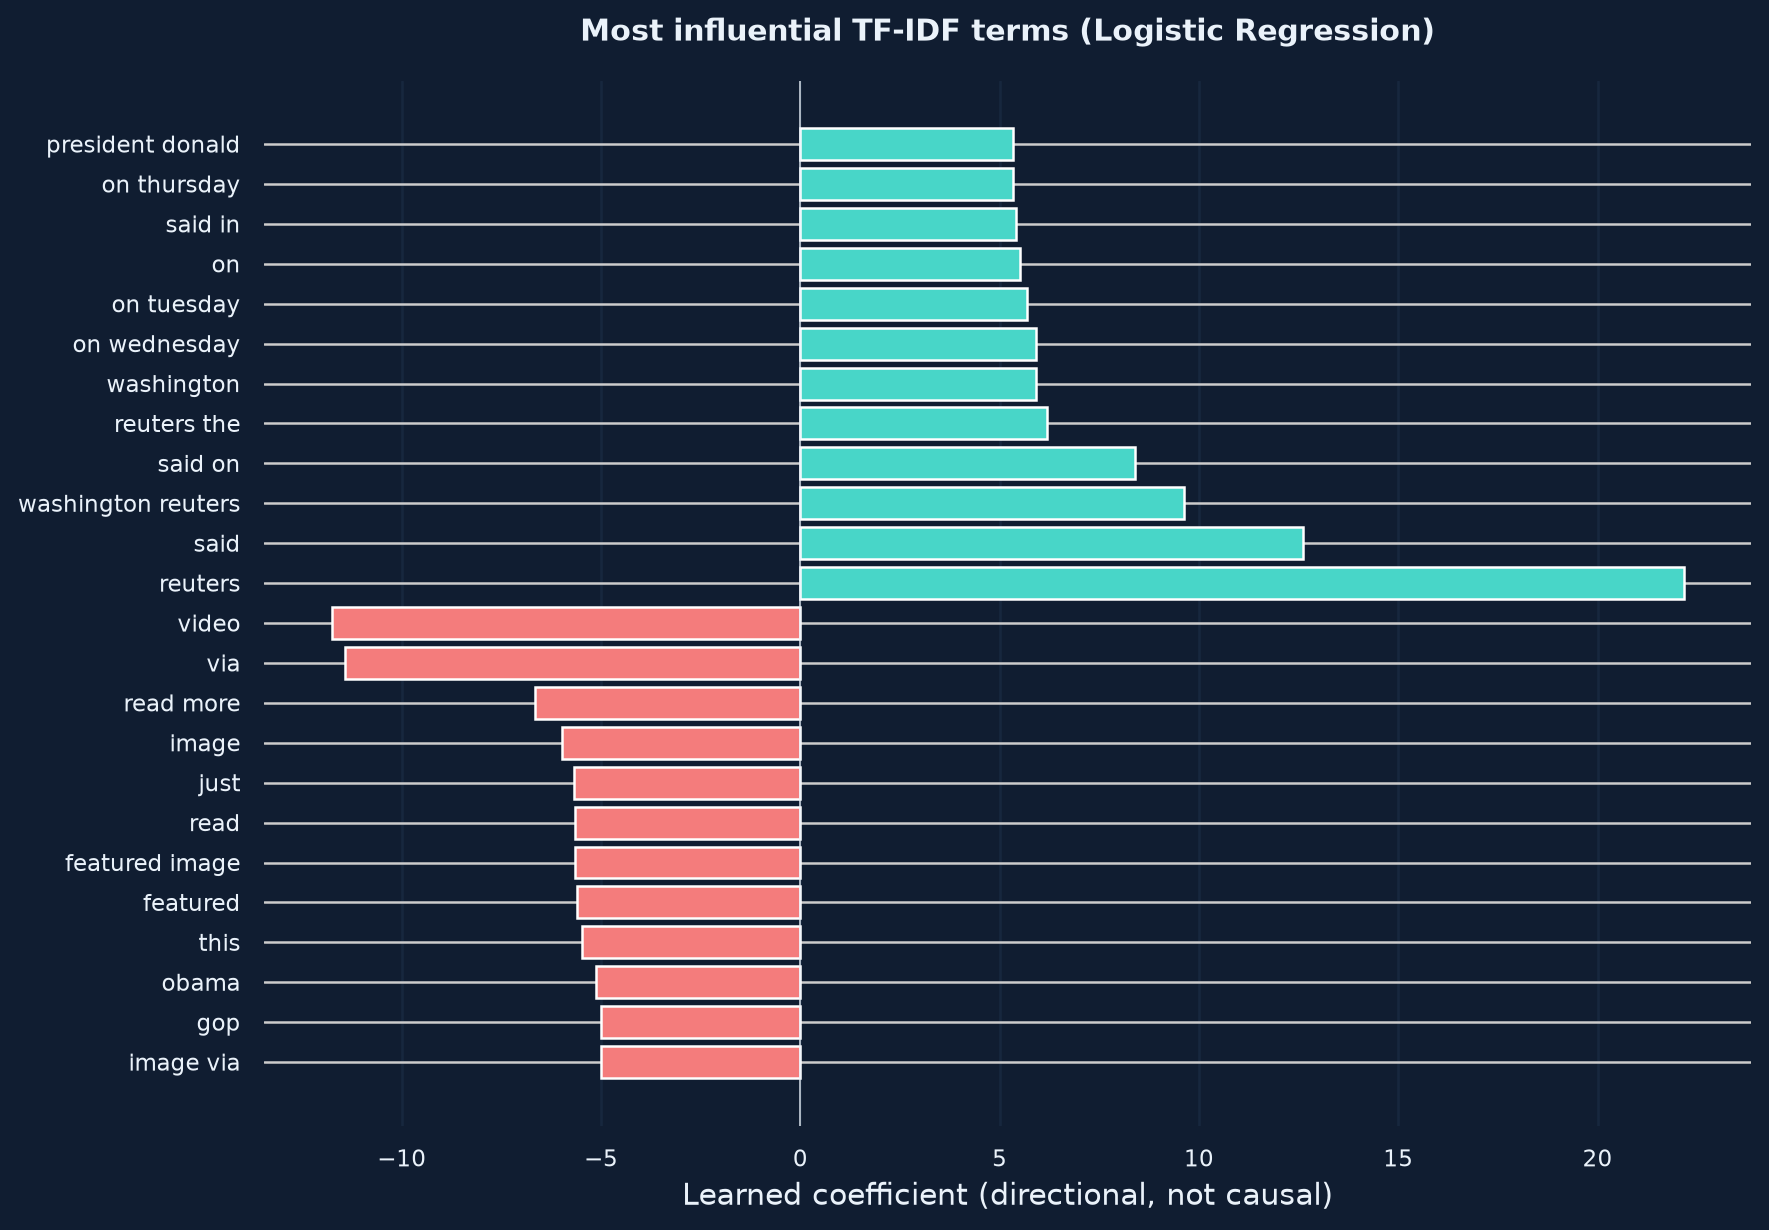 Most influential TF-IDF terms (Logistic Regression)
president donald
on thursday
said in
on
on tuesday
on wednesday
washington
reuters the
said on
washington reuters
said
reuters
video
via
read more
image
just
read
featured image
featured
this
obama
gop
image via
−10 −5 0 5 10 15 20
Learned coefficient (directional, not causal)